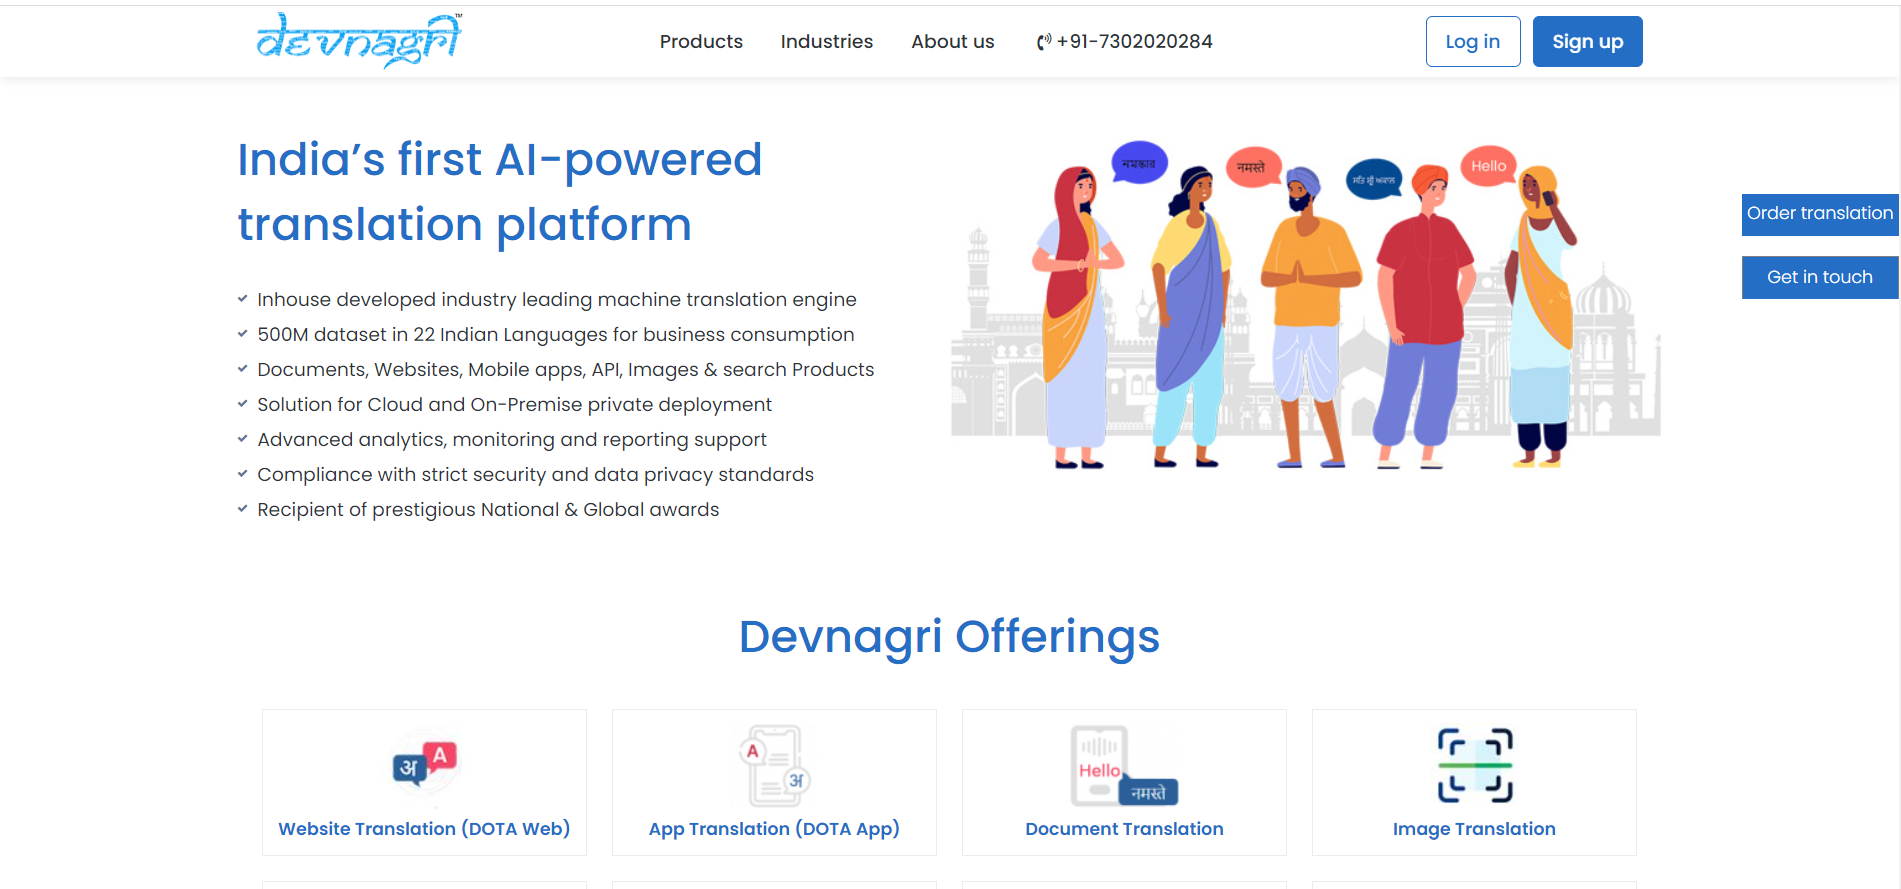 devnagri™
Products Industries About us +91-7302020284 Log in Sign up
India’s first AI-powered
translation platform
Inhouse developed industry leading machine translation engine
500M dataset in 22 Indian Languages for business consumption
Documents, Websites, Mobile apps, API, Images & search Products
Solution for Cloud and On-Premise private deployment
Advanced analytics, monitoring and reporting support
Compliance with strict security and data privacy standards
Recipient of prestigious National & Global awards
नमस्कार
नमस्ते
ਸਤਿ ਸ੍ਰੀ ਅਕਾਲ
Hello
Order translation
Get in touch
Devnagri Offerings
अ A
Website Translation (DOTA Web)
A
अ
App Translation (DOTA App)
Hello
नमस्ते
Document Translation
Image Translation